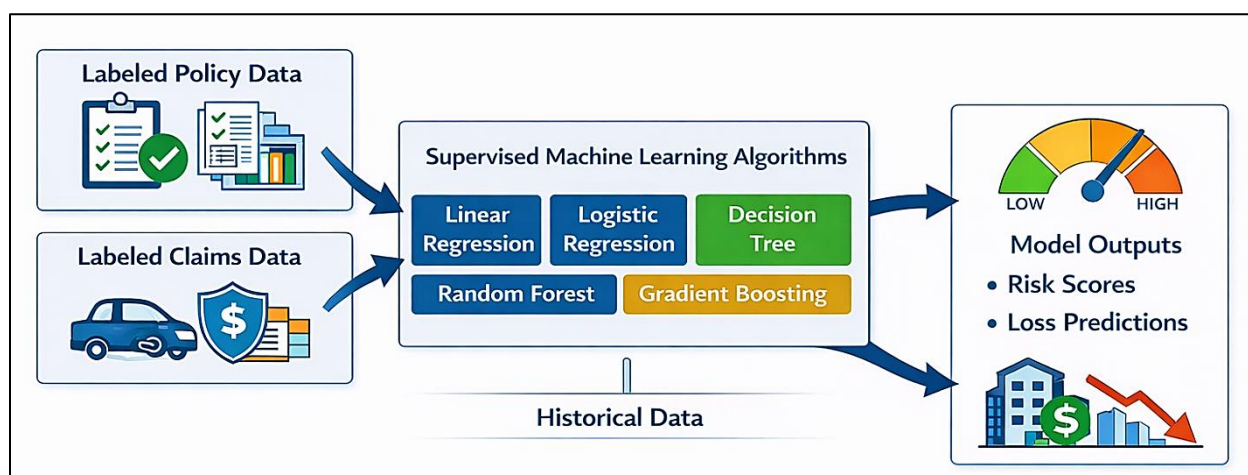 Labeled Policy Data
Labeled Claims Data
$
Supervised Machine Learning Algorithms
Linear
Regression
Logistic
Regression
Decision
Tree
Random Forest
Gradient Boosting
Historical Data
LOW
HIGH
Model Outputs
• Risk Scores
• Loss Predictions
$